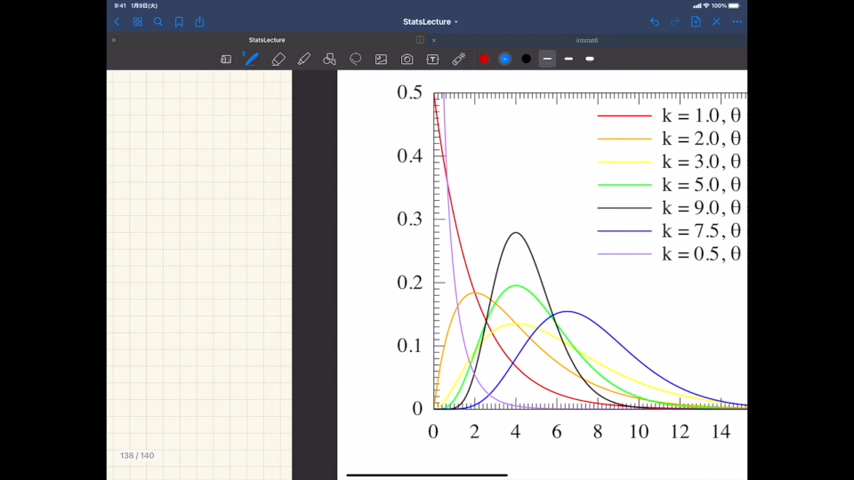 9:41 1月9日(火)
100%
StatsLecture
StatsLecture
intstat6
0.5
0.4
0.3
0.2
0.1
0
0 2 4 6 8 10 12 14
k = 1.0, θ
k = 2.0, θ
k = 3.0, θ
k = 5.0, θ
k = 9.0, θ
k = 7.5, θ
k = 0.5, θ
138 / 140